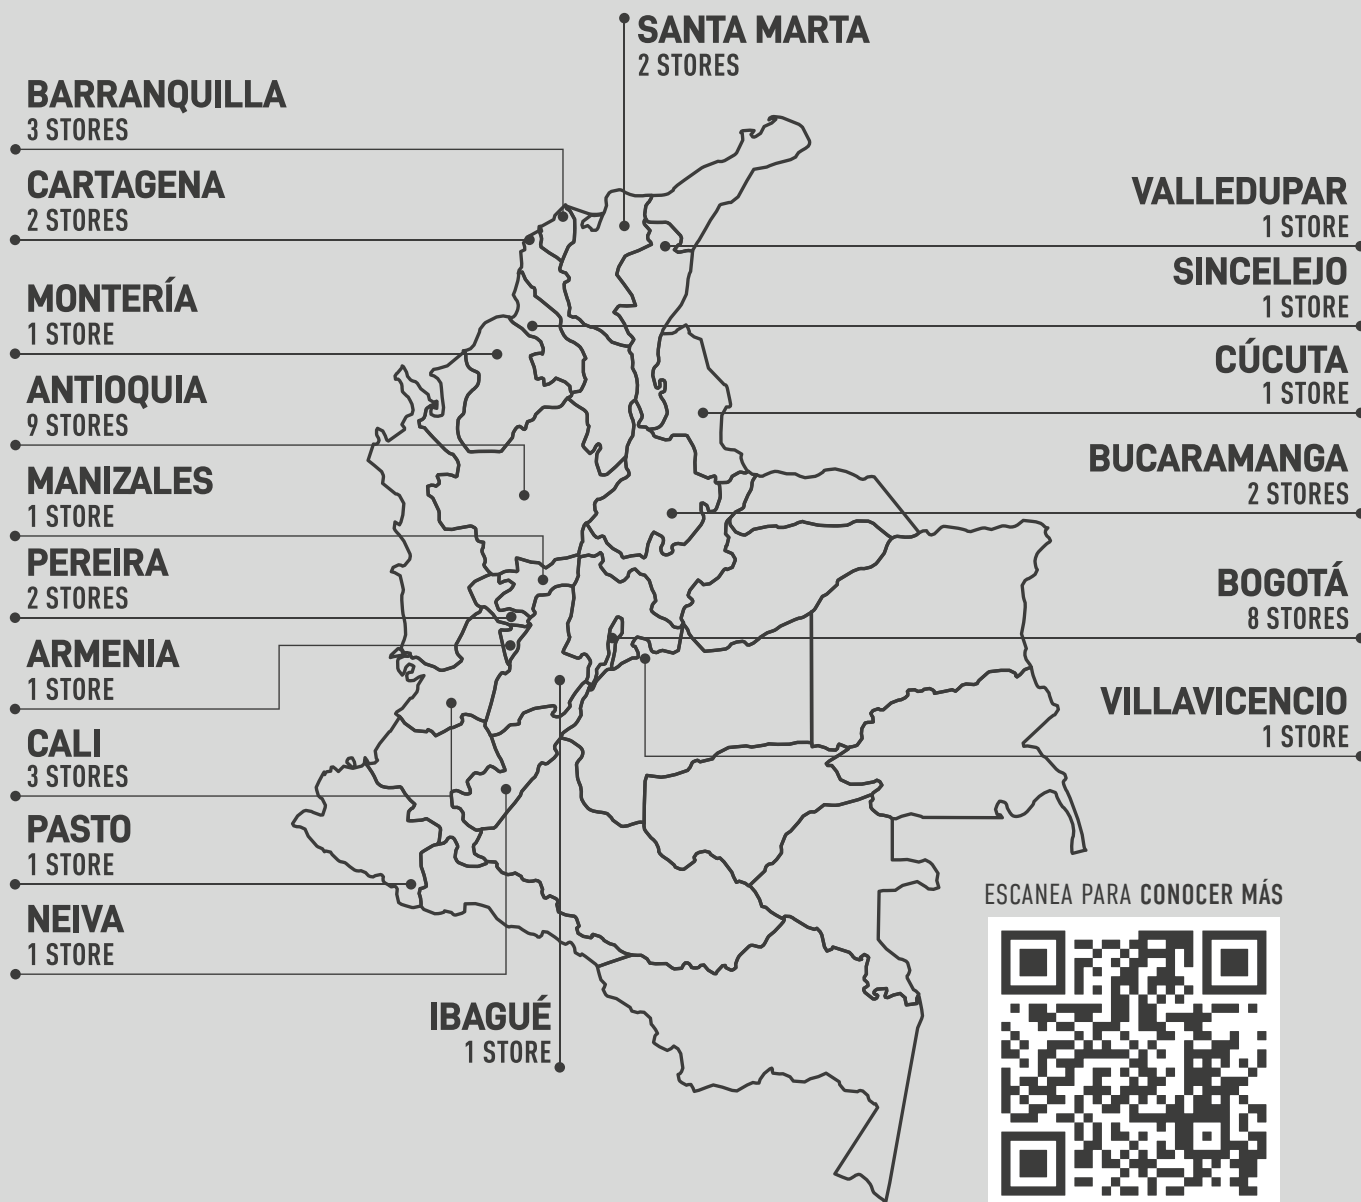 SANTA MARTA
2 STORES
BARRANQUILLA
3 STORES
CARTAGENA
2 STORES
MONTERÍA
1 STORE
ANTIOQUIA
9 STORES
MANIZALES
1 STORE
PEREIRA
2 STORES
ARMENIA
1 STORE
CALI
3 STORES
PASTO
1 STORE
NEIVA
1 STORE
IBAGUÉ
1 STORE
VALLEDUPAR
1 STORE
SINCELEJO
1 STORE
CÚCUTA
1 STORE
BUCARAMANGA
2 STORES
BOGOTÁ
8 STORES
VILLAVICENCIO
1 STORE
ESCANEA PARA CONOCER MÁS